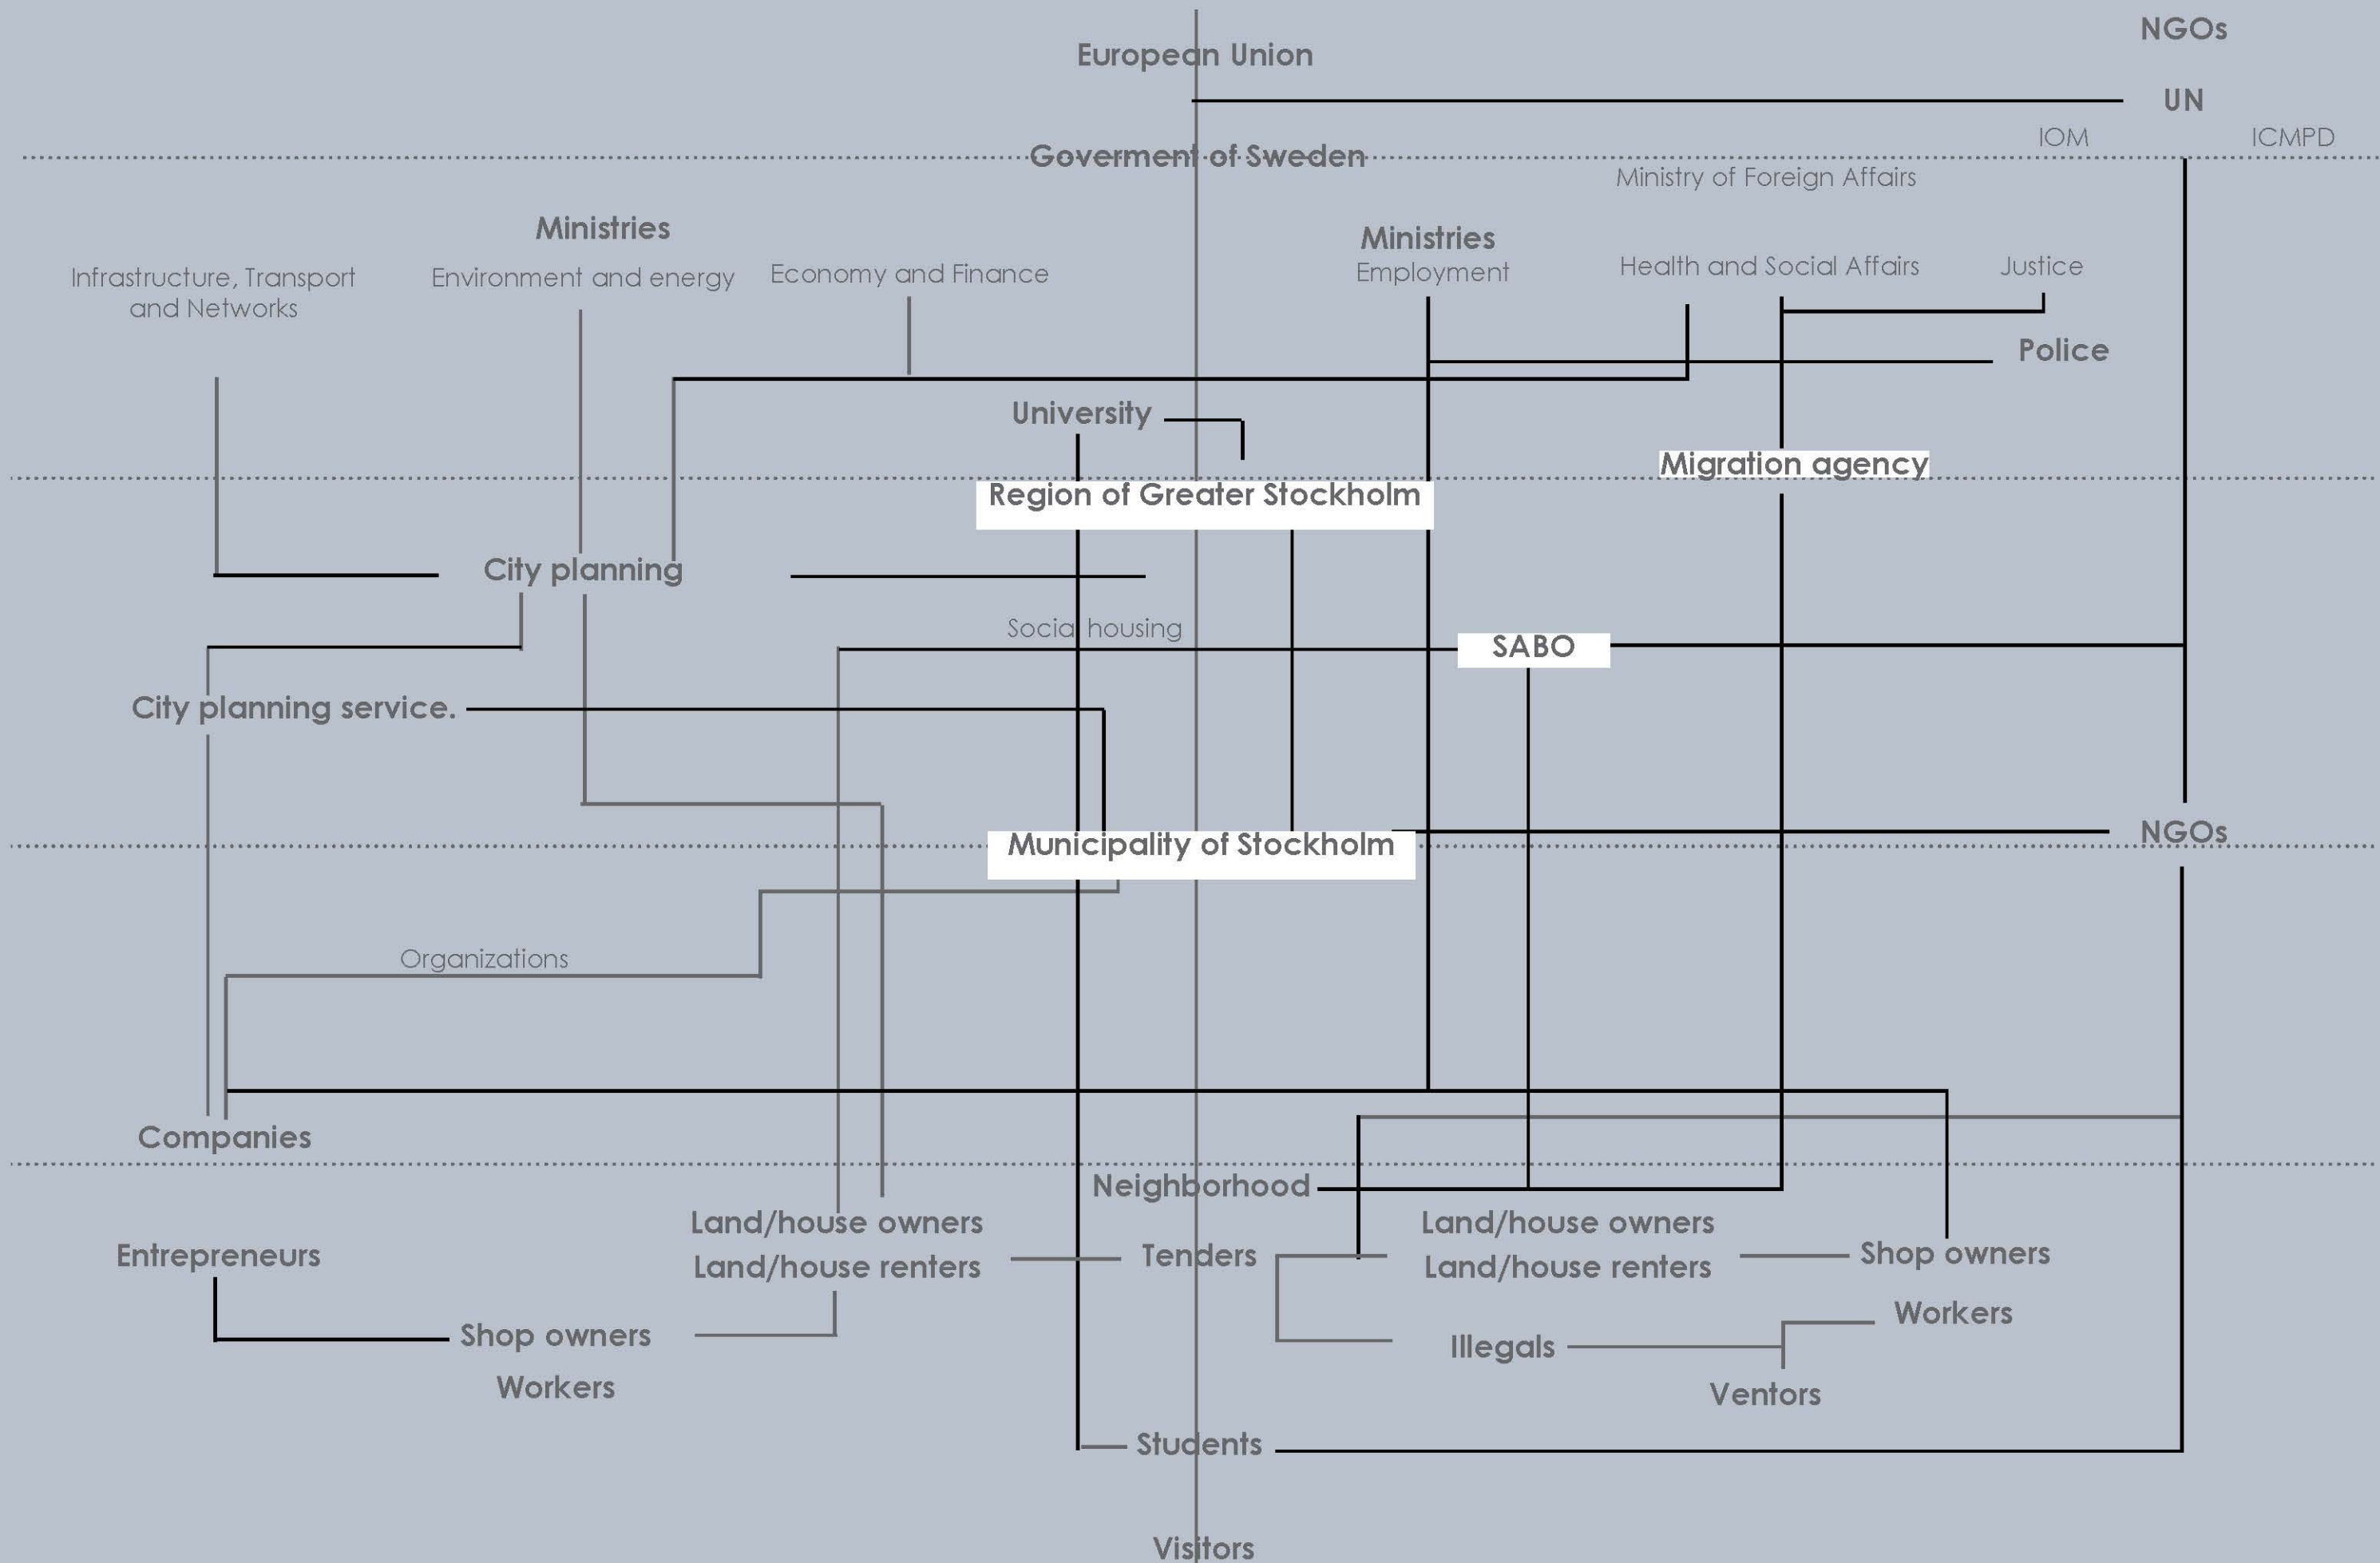 NGOs
European Union
UN
IOM
ICMPD
Goverment of Sweden
Ministry of Foreign Affairs
Ministries
Ministries
Infrastructure, Transport
and Networks
Environment and energy
Economy and Finance
Employment
Health and Social Affairs
Justice
Police
University
Migration agency
Region of Greater Stockholm
City planning
Social housing
SABO
City planning service.
NGOs
Municipality of Stockholm
Organizations
Companies
Neighborhood
Land/house owners
Land/house renters
Land/house owners
Land/house renters
Entrepreneurs
Tenders
Shop owners
Workers
Shop owners
Illegals
Workers
Ventors
Students
Visitors